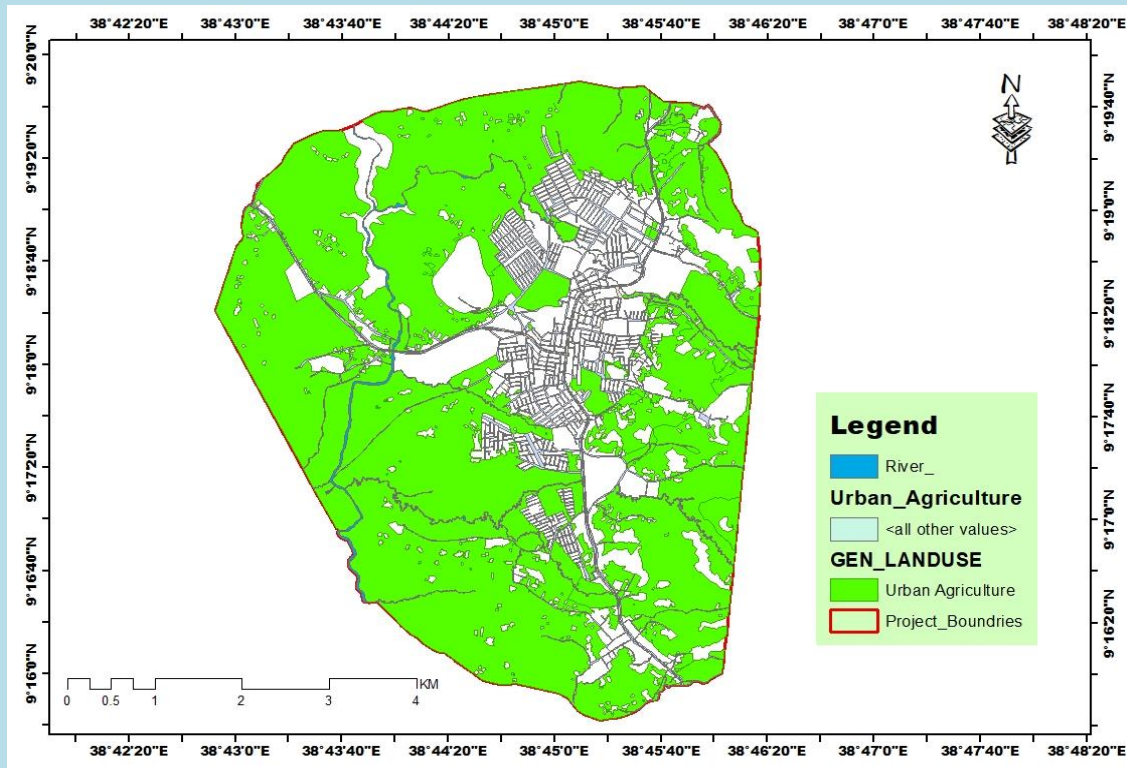 38°42'20"E 38°43'0"E 38°43'40"E 38°44'20"E 38°45'0"E 38°45'40"E 38°46'20"E 38°47'0"E 38°47'40"E 38°48'20"E
9°20'0"N
9°19'20"N
9°18'40"N
9°18'0"N
9°17'20"N
9°16'40"N
9°16'0"N
N
9°19'40"N
9°19'0"N
9°18'20"N
9°17'40"N
9°17'0"N
9°16'20"N
Legend
River_
Urban_Agriculture
<all other values>
GEN_LANDUSE
Urban Agriculture
Project_Boundries
KM
0 0.5 1 2 3 4
38°42'20"E 38°43'0"E 38°43'40"E 38°44'20"E 38°45'0"E 38°45'40"E 38°46'20"E 38°47'0"E 38°47'40"E 38°48'20"E